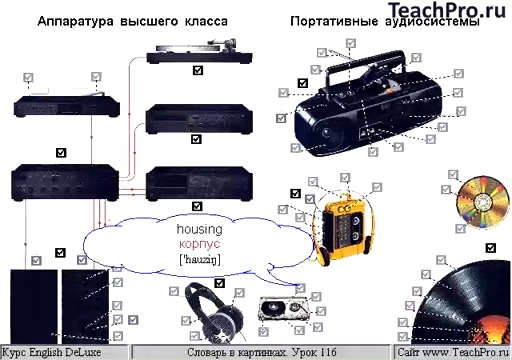 TeachPro.ru
Аппаратура высшего класса
Портативные аудиосистемы
housing
корпус
['hauziŋ]
Курс English DeLuxe
Словарь в картинках. Урок 116
Сайт www.TeachPro.ru